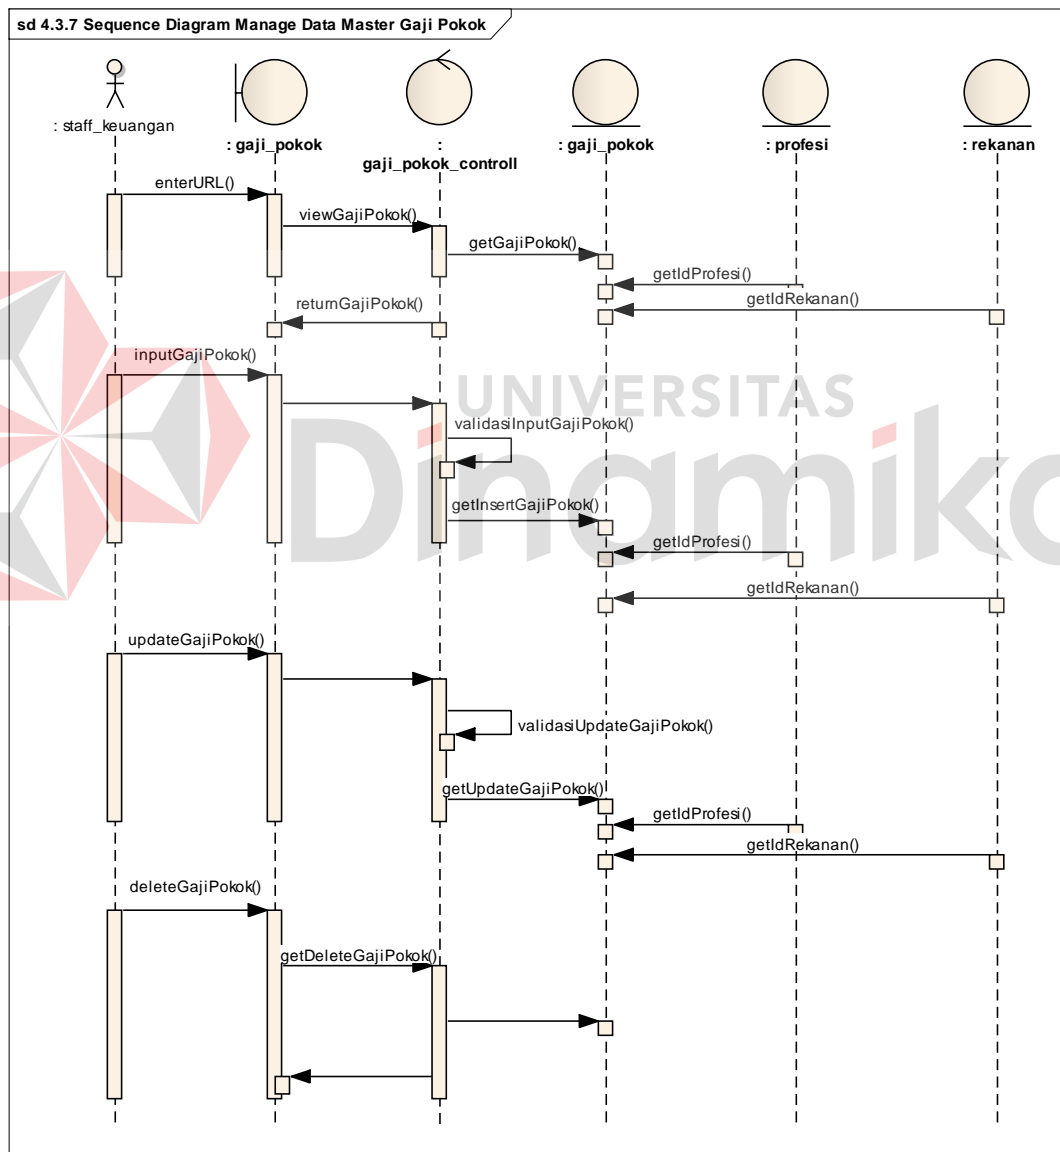 sd 4.3.7 Sequence Diagram Manage Data Master Gaji Pokok
: staff_keuangan
: gaji_pokok
:
gaji_pokok_controll
: gaji_pokok
: profesi
: rekanan
enterURL()
viewGajiPokok()
getGajiPokok()
getIdProfesi()
getIdRekanan()
returnGajiPokok()
inputGajiPokok()
UNIVERSITAS
Dinamika
validasiInputGajiPokok()
getInsertGajiPokok()
getIdProfesi()
getIdRekanan()
updateGajiPokok()
validasiUpdateGajiPokok()
getUpdateGajiPokok()
getIdProfesi()
getIdRekanan()
deleteGajiPokok()
getDeleteGajiPokok()